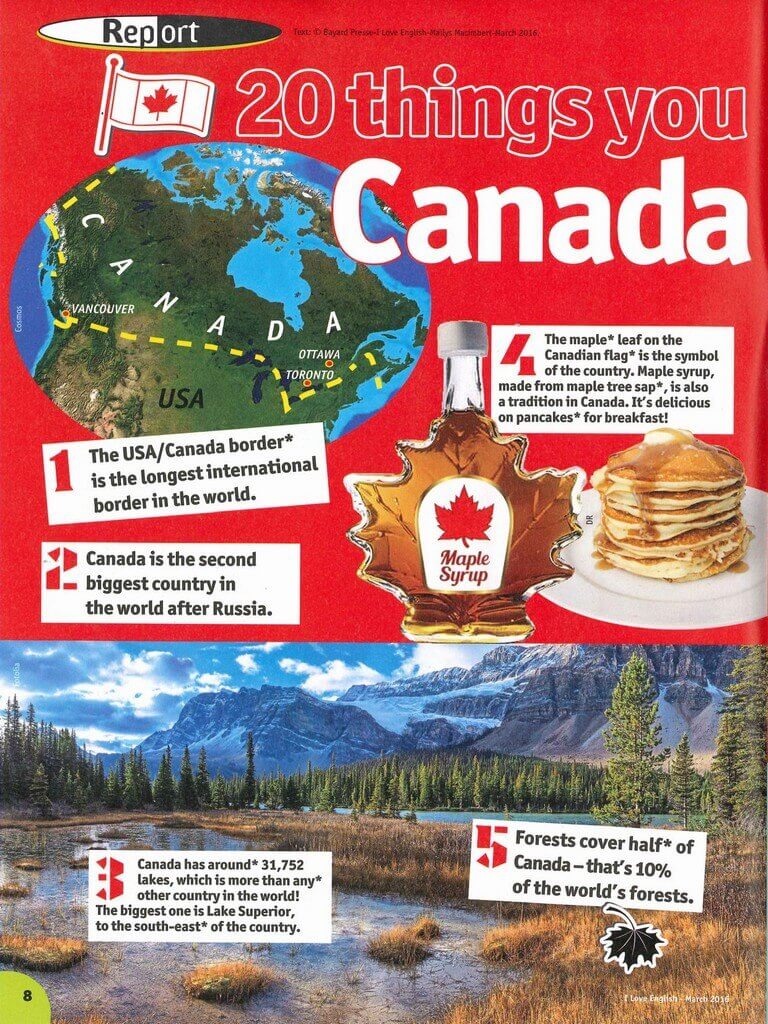 Report
Text: © Bayard Presse-I Love English-Maïlys Masimbert-March 2016.
20 things you
Canada
CANADA
VANCOUVER
OTTAWA
TORONTO
USA
Cosmos
1 The USA/Canada border*
is the longest international
border in the world.
2 Canada is the second
biggest country in
the world after Russia.
4 The maple* leaf on the
Canadian flag* is the symbol
of the country. Maple syrup,
made from maple tree sap*, is also
a tradition in Canada. It's delicious
on pancakes* for breakfast!
Maple
Syrup
DR
Fotolia
3 Canada has around* 31,752
lakes, which is more than any*
other country in the world!
The biggest one is Lake Superior,
to the south-east* of the country.
5 Forests cover half* of
Canada – that's 10%
of the world's forests.
8
I Love English - March 2016